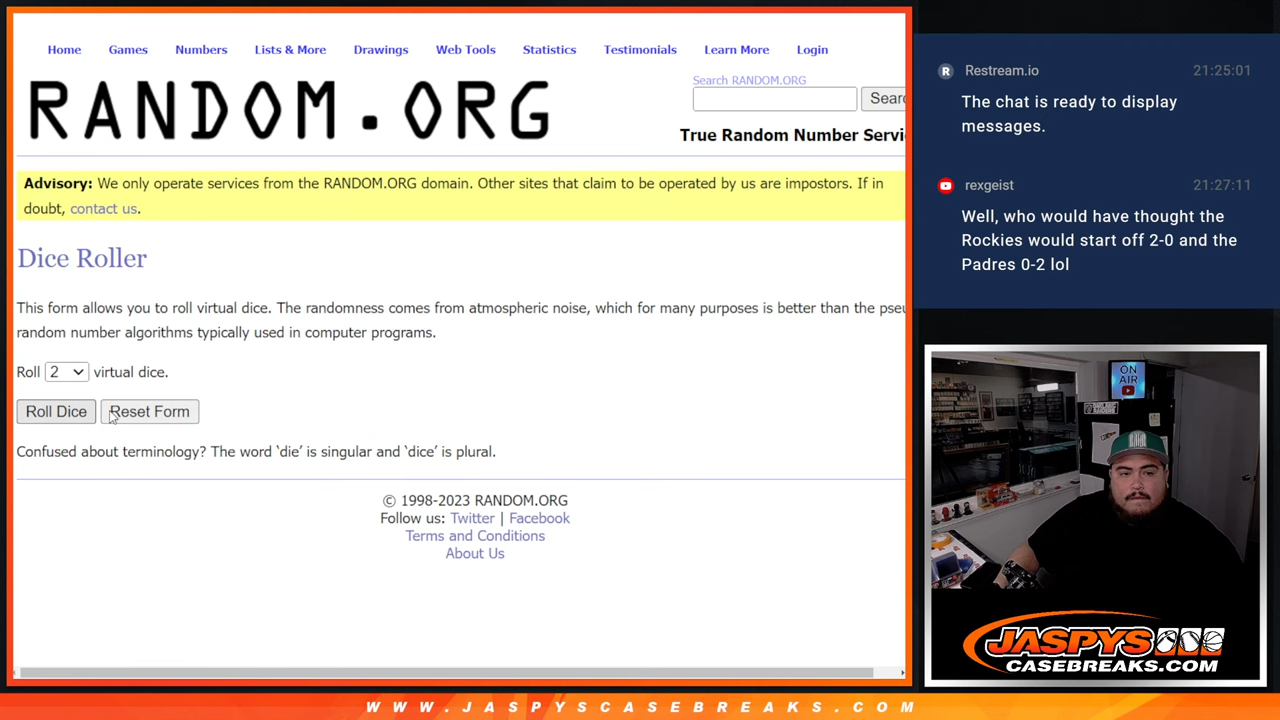 Home Games Numbers Lists & More Drawings Web Tools Statistics Testimonials Learn More Login
RANDOM.ORG
Search RANDOM.ORG
Sear
True Random Number Servi
Advisory: We only operate services from the RANDOM.ORG domain. Other sites that claim to be operated by us are impostors. If in
doubt, contact us.
Dice Roller
This form allows you to roll virtual dice. The randomness comes from atmospheric noise, which for many purposes is better than the pseu
random number algorithms typically used in computer programs.
Roll 2 virtual dice.
Roll Dice Reset Form
Confused about terminology? The word ‘die’ is singular and ‘dice’ is plural.
© 1998-2023 RANDOM.ORG
Follow us: Twitter | Facebook
Terms and Conditions
About Us
R Restream.io 21:25:01
The chat is ready to display
messages.
rexgeist 21:27:11
Well, who would have thought the
Rockies would start off 2-0 and the
Padres 0-2 lol
ON
AIR
JASPYS
CASEBREAKS.COM
WWW.JASPYSCASEBREAKS.COM